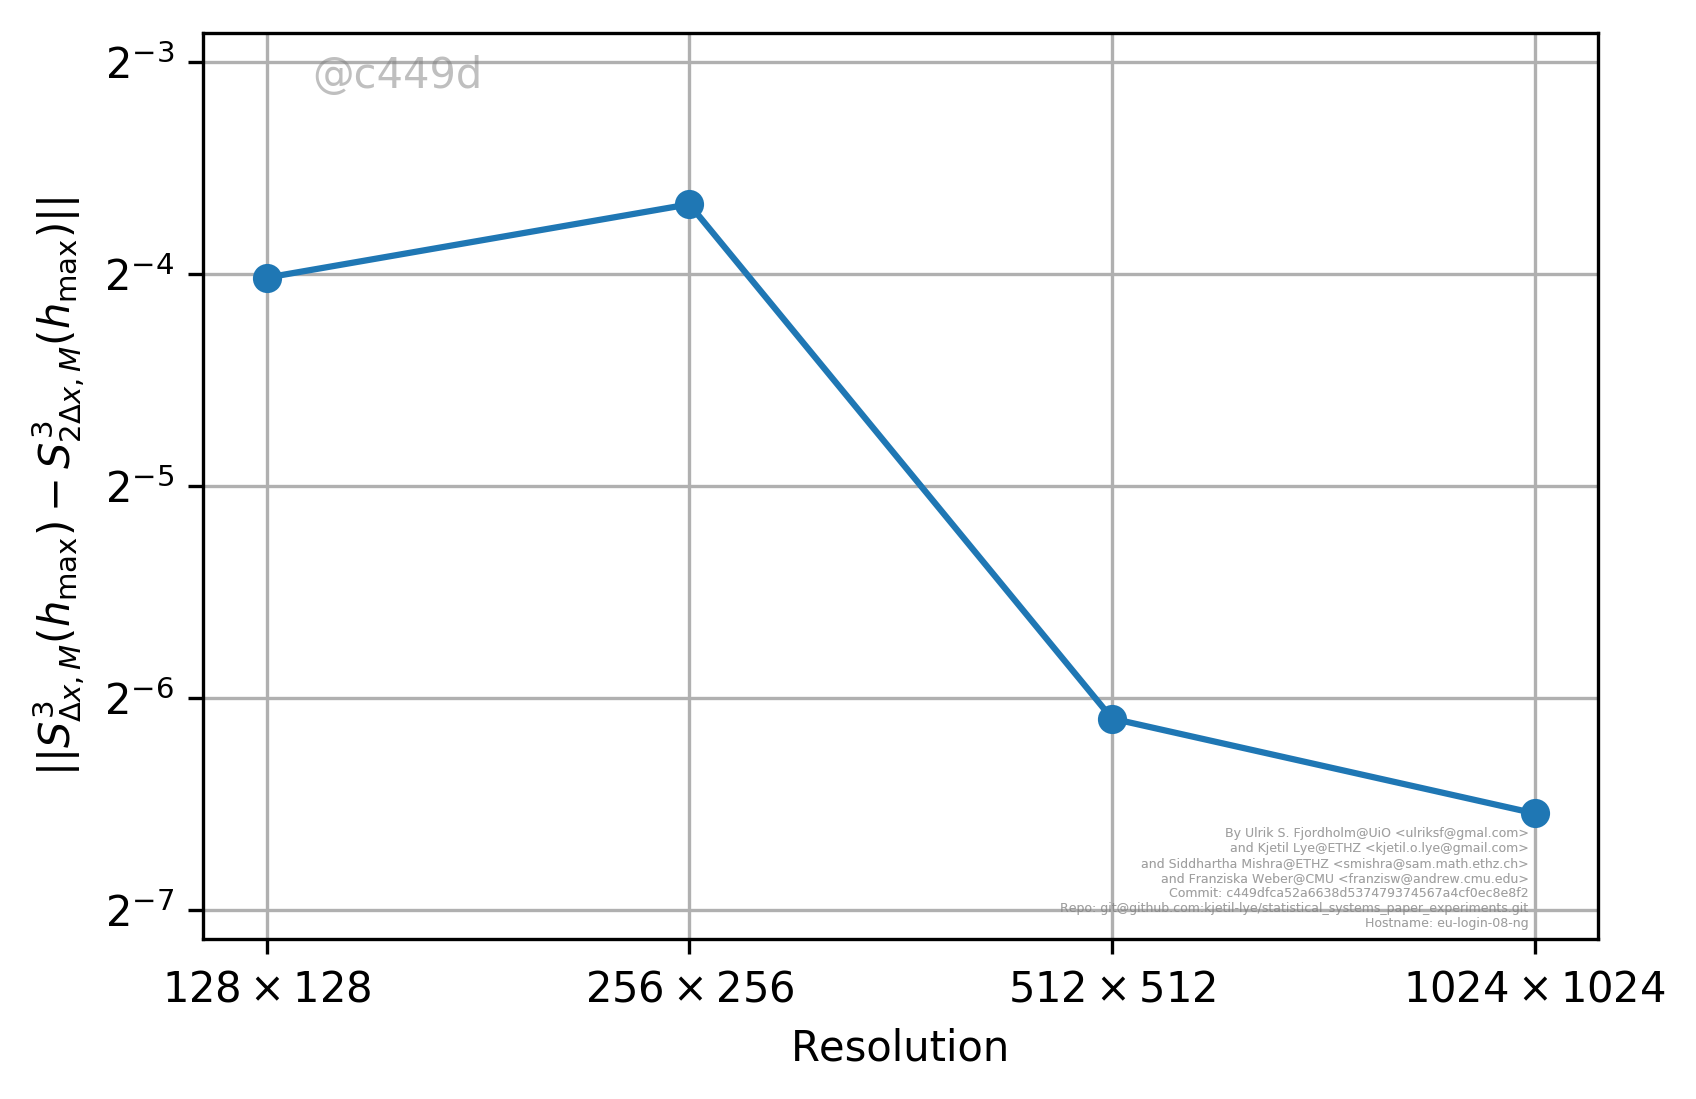 @c449d
2⁻³
2⁻⁴
2⁻⁵
2⁻⁶
2⁻⁷
||S³_{Δx,M}(h_max) − S³_{2Δx,M}(h_max)||
By Ulrik S. Fjordholm@UiO <ulriksf@gmal.com>
and Kjetil Lye@ETHZ <kjetil.o.lye@gmail.com>
and Siddhartha Mishra@ETHZ <smishra@sam.math.ethz.ch>
and Franziska Weber@CMU <franzisw@andrew.cmu.edu>
Commit: c449dfca52a6638d537479374567a4cf0ec8e8f2
Repo: git@github.com:kjetil-lye/statistical_systems_paper_experiments.git
Hostname: eu-login-08-ng
128 × 128
256 × 256
512 × 512
1024 × 1024
Resolution